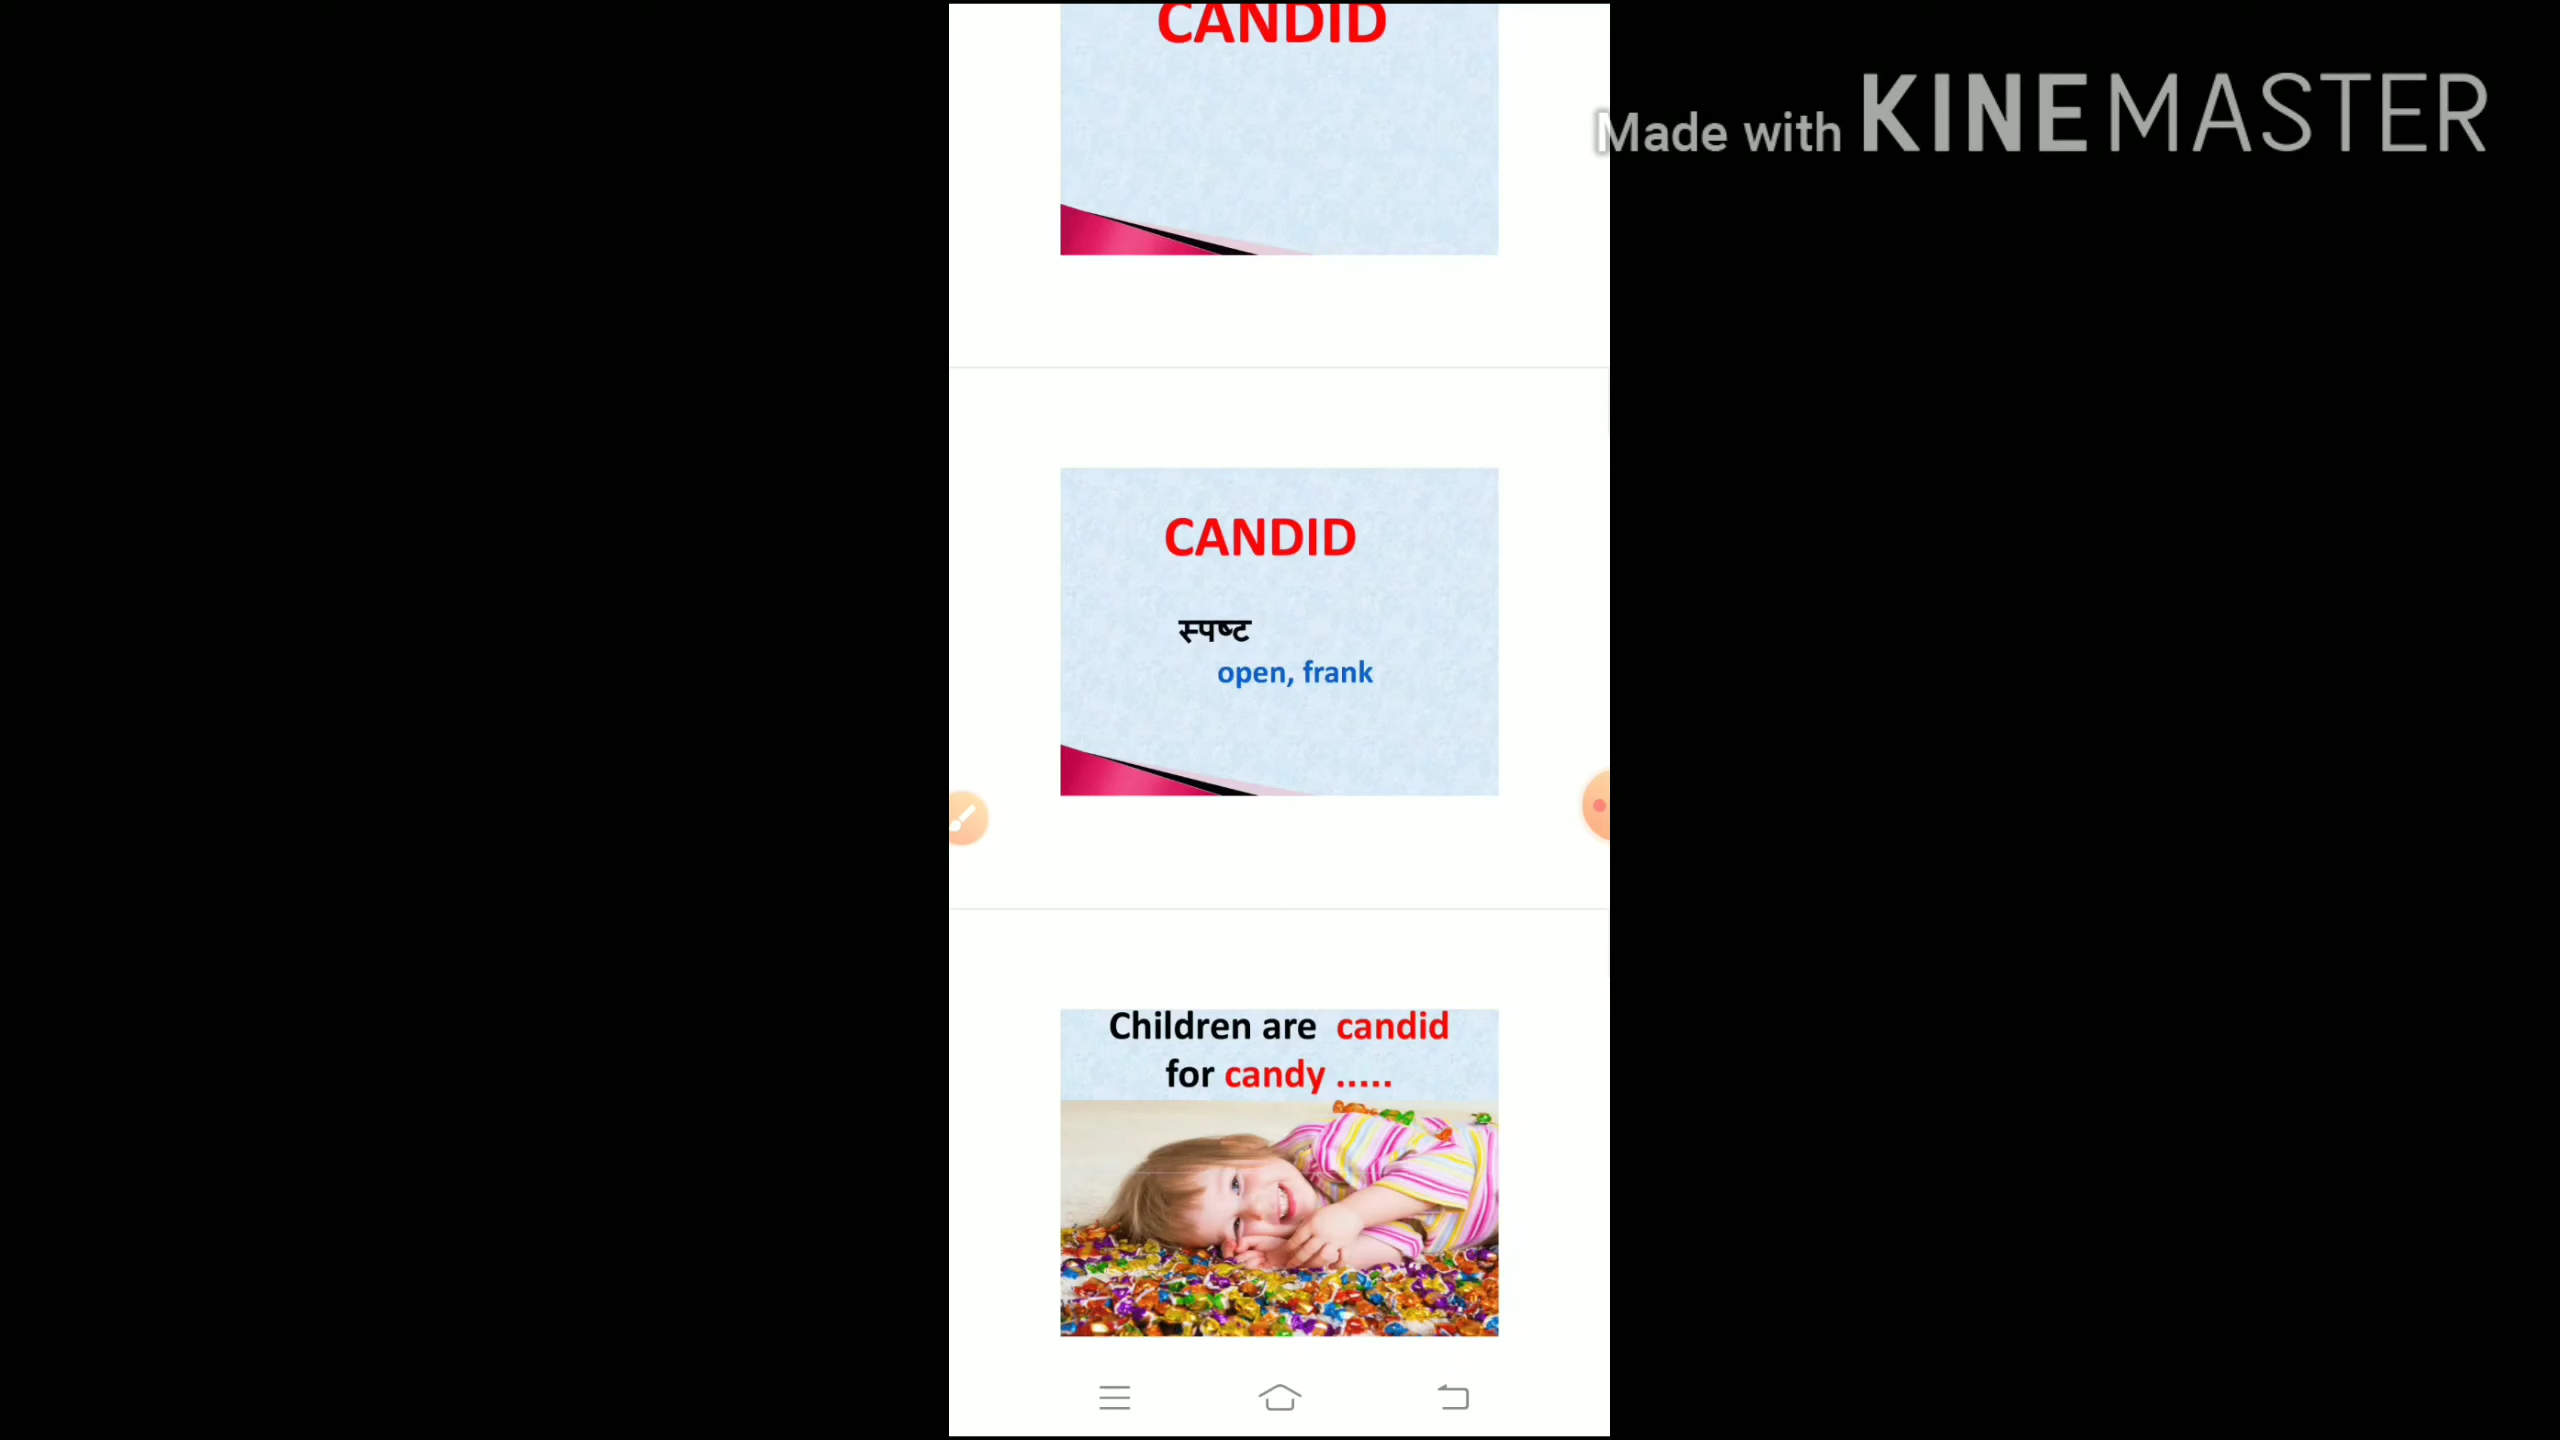 CANDID
Made with KINEMASTER
CANDID
स्पष्ट
open, frank
Children are candid
for candy .....